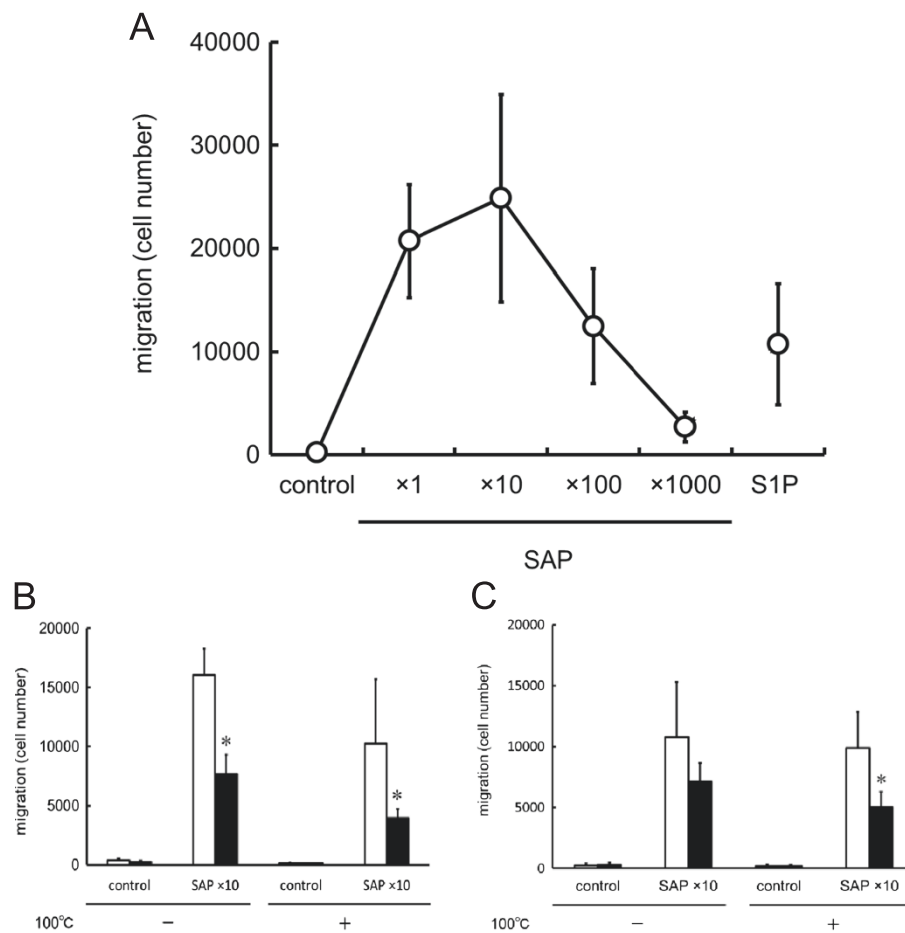 A
40000
30000
20000
10000
0
migration (cell number)
control ×1 ×10 ×100 ×1000 S1P
SAP
B
20000
15000
10000
5000
0
migration (cell number)
* *
control SAP ×10 control SAP ×10
100℃ − +
C
20000
15000
10000
5000
0
migration (cell number)
*
control SAP ×10 control SAP ×10
100℃ − +